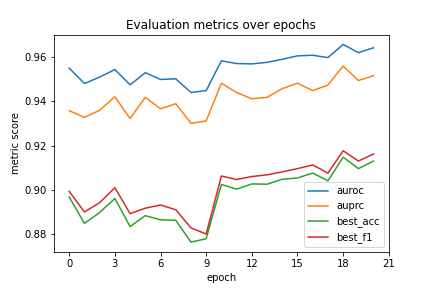 Evaluation metrics over epochs
metric score
0.96
0.94
0.92
0.90
0.88
0
3
6
9
12
15
18
21
epoch
auroc
auprc
best_acc
best_f1